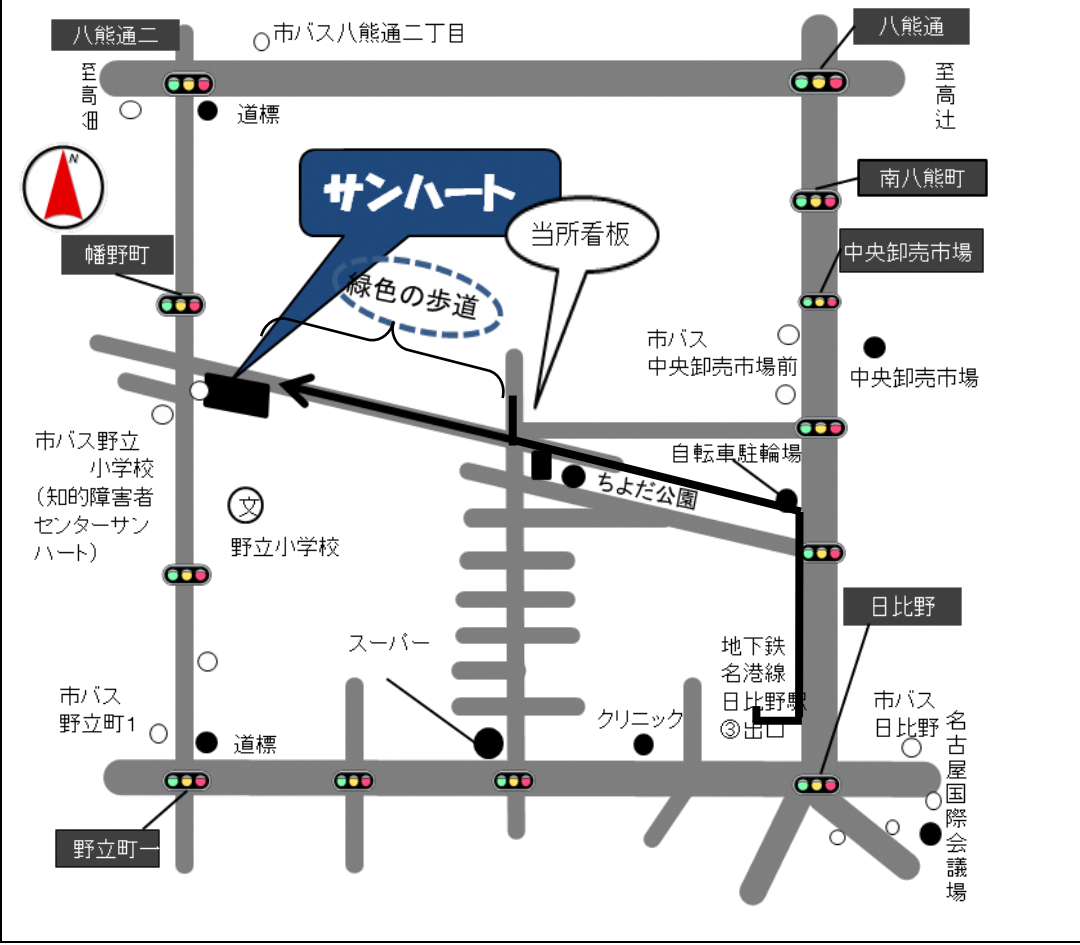 八熊通二
市バス八熊通二丁目
八熊通
至高畑
至高辻
道標
N
サンハート
南八熊町
当所看板
幡野町
中央卸売市場
緑色の歩道
市バス
中央卸売市場前
中央卸売市場
市バス野立
小学校
(知的障害者
センターサン
ハート)
自転車駐輪場
ちよだ公園
文
野立小学校
日比野
スーパー
地下鉄
名港線
日比野駅
③出口
市バス
野立町1
道標
クリニック
市バス
日比野
名古屋国際会議場
野立町一